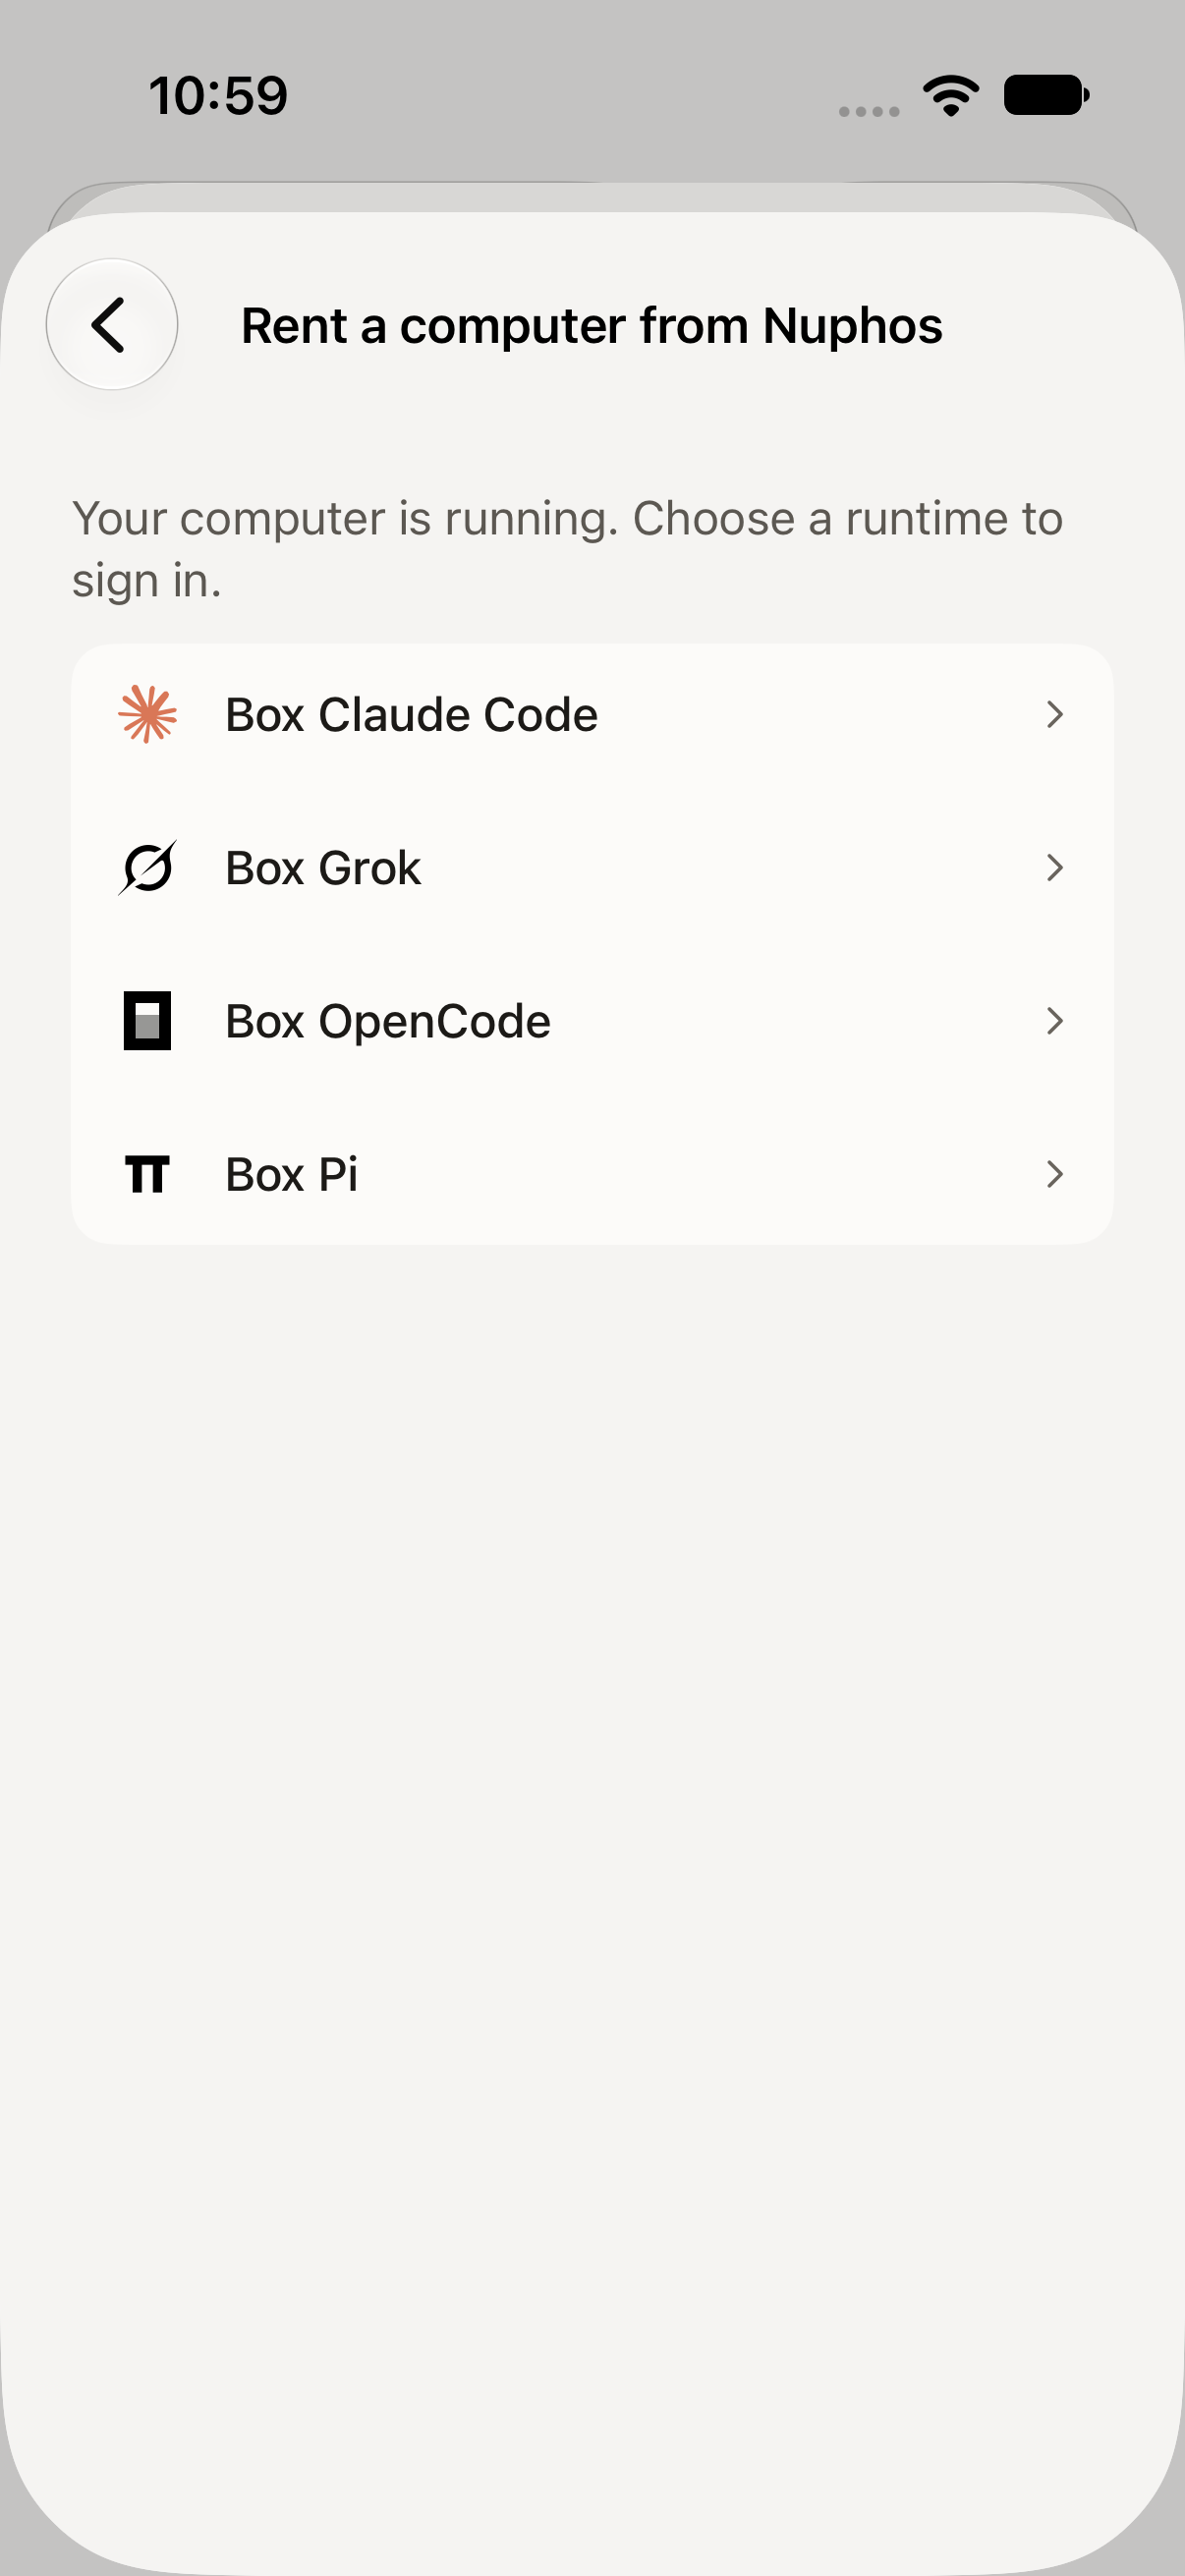 10:59
Rent a computer from Nuphos
Your computer is running. Choose a runtime to
sign in.
Box Claude Code
Box Grok
Box OpenCode
Box Pi